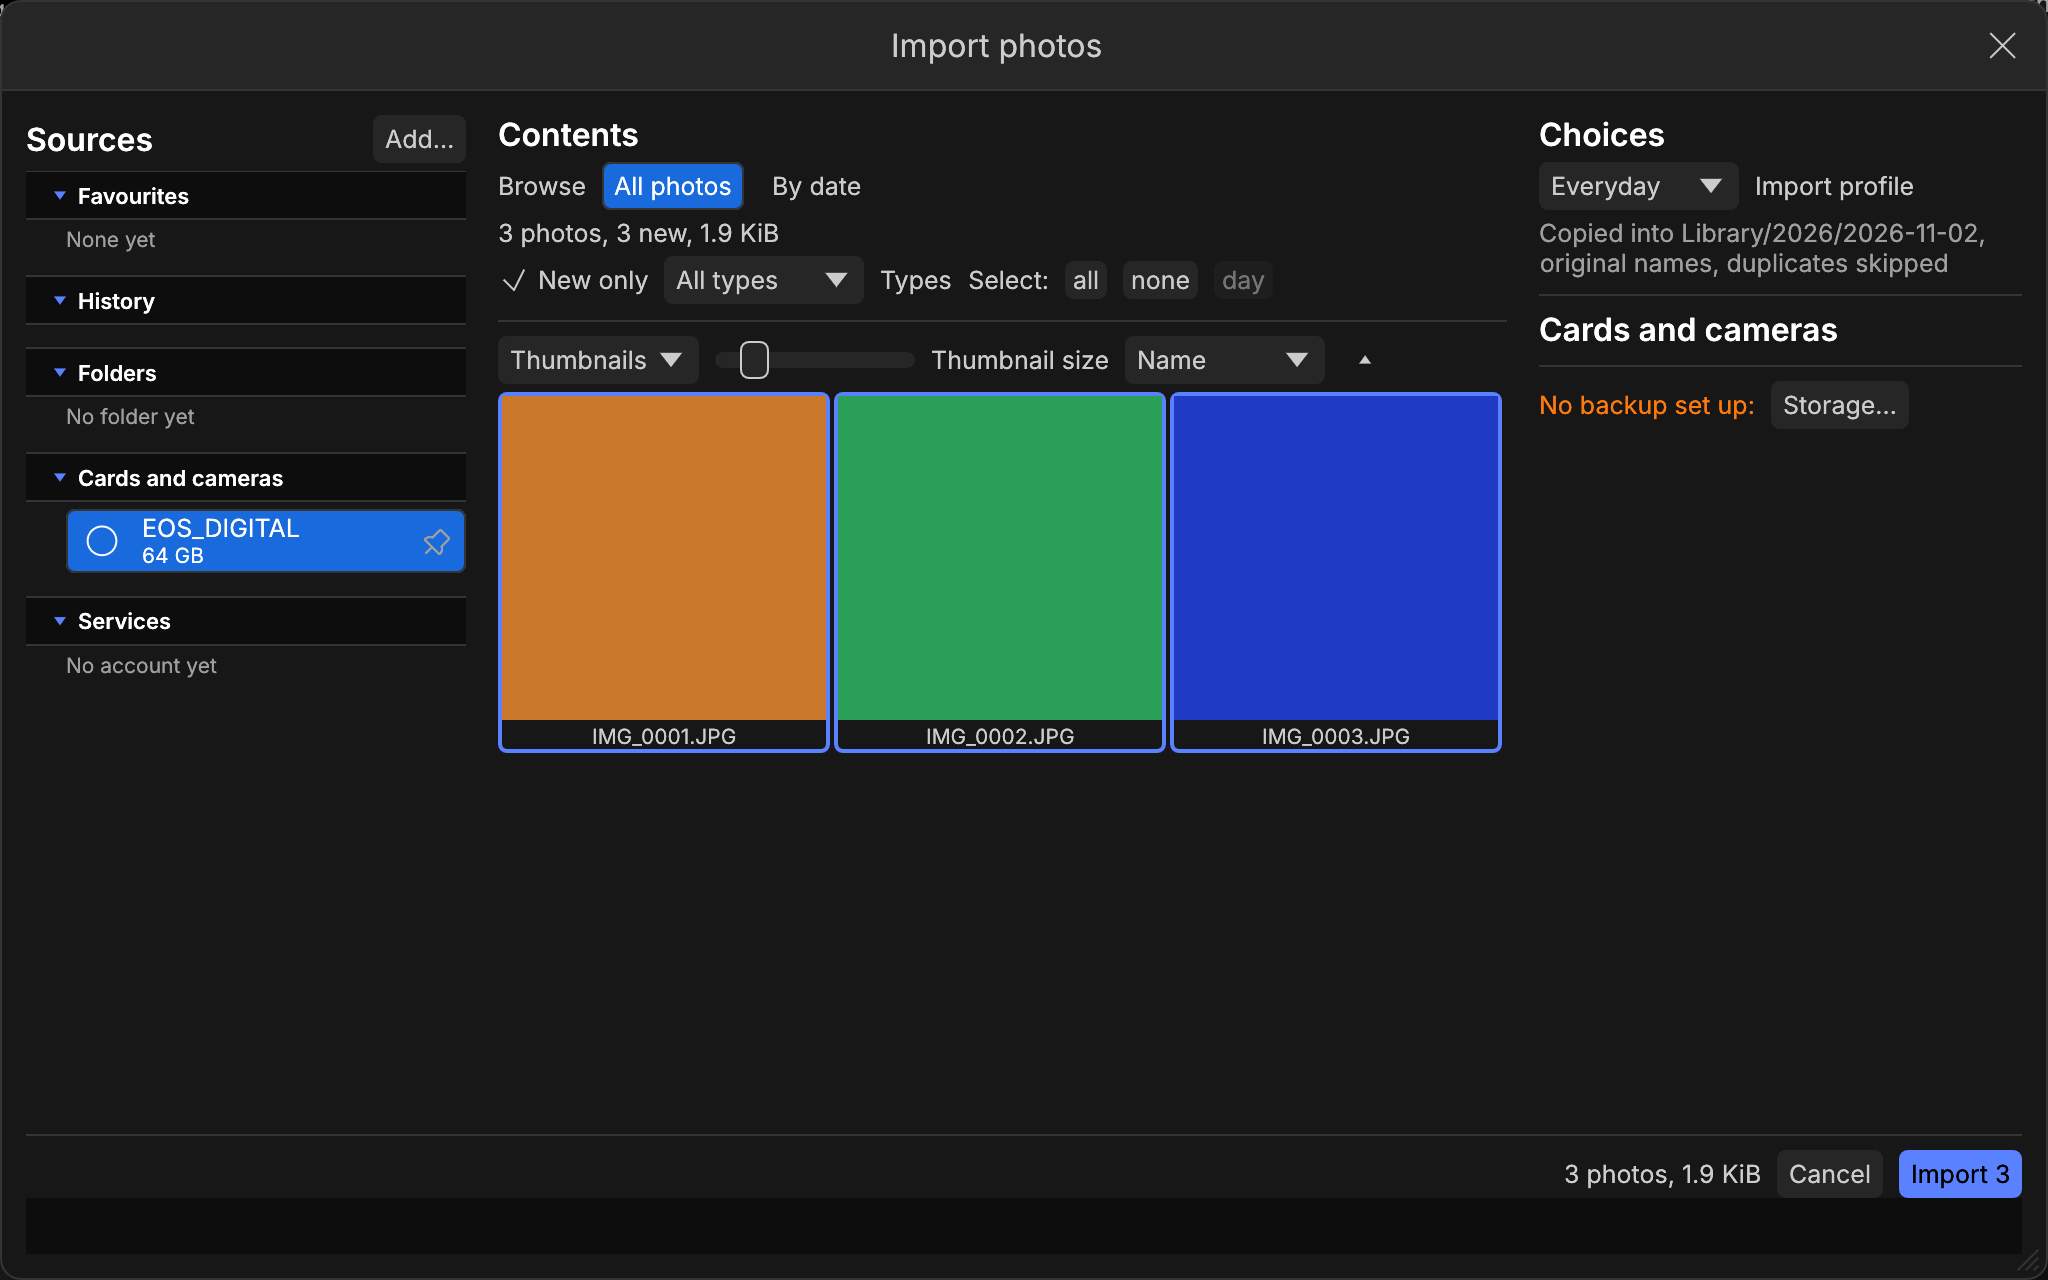 Import photos
Sources
Add...
Favourites
None yet
History
Folders
No folder yet
Cards and cameras
EOS_DIGITAL
64 GB
Services
No account yet
Contents
Browse All photos By date
3 photos, 3 new, 1.9 KiB
New only All types Types Select: all none day
Thumbnails Thumbnail size Name
IMG_0001.JPG IMG_0002.JPG IMG_0003.JPG
Choices
Everyday Import profile
Copied into Library/2026/2026-11-02,
original names, duplicates skipped
Cards and cameras
No backup set up: Storage...
3 photos, 1.9 KiB Cancel Import 3